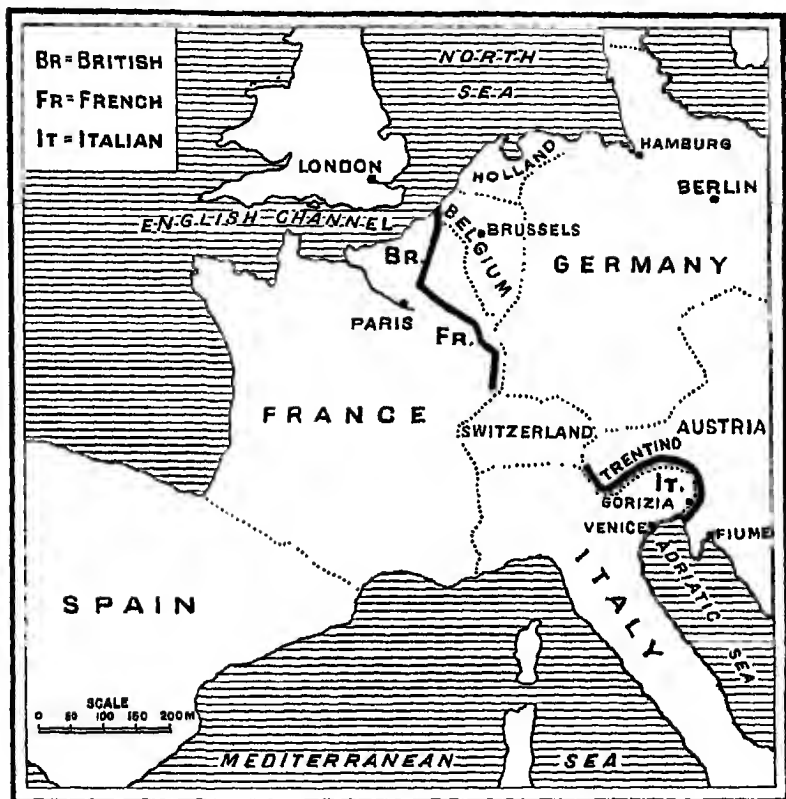 BR=BRITISH
FR=FRENCH
IT=ITALIAN
NORTH
SEA
HAMBURG
HOLLAND
LONDON
BERLIN
ENGLISH CHANNEL
BELGIUM
BRUSSELS
BR.
GERMANY
PARIS
FR.
FRANCE
SWITZERLAND
AUSTRIA
TRENTINO
IT.
GORIZIA
VENICE
FIUME
ADRIATIC
SEA
ITALY
SPAIN
SCALE
0 50 100 150 200 M
MEDITERRANEAN SEA